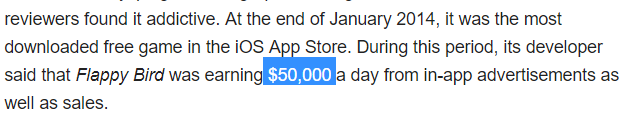 reviewers found it addictive. At the end of January 2014, it was the most
downloaded free game in the iOS App Store. During this period, its developer
said that Flappy Bird was earning $50,000 a day from in-app advertisements as
well as sales.